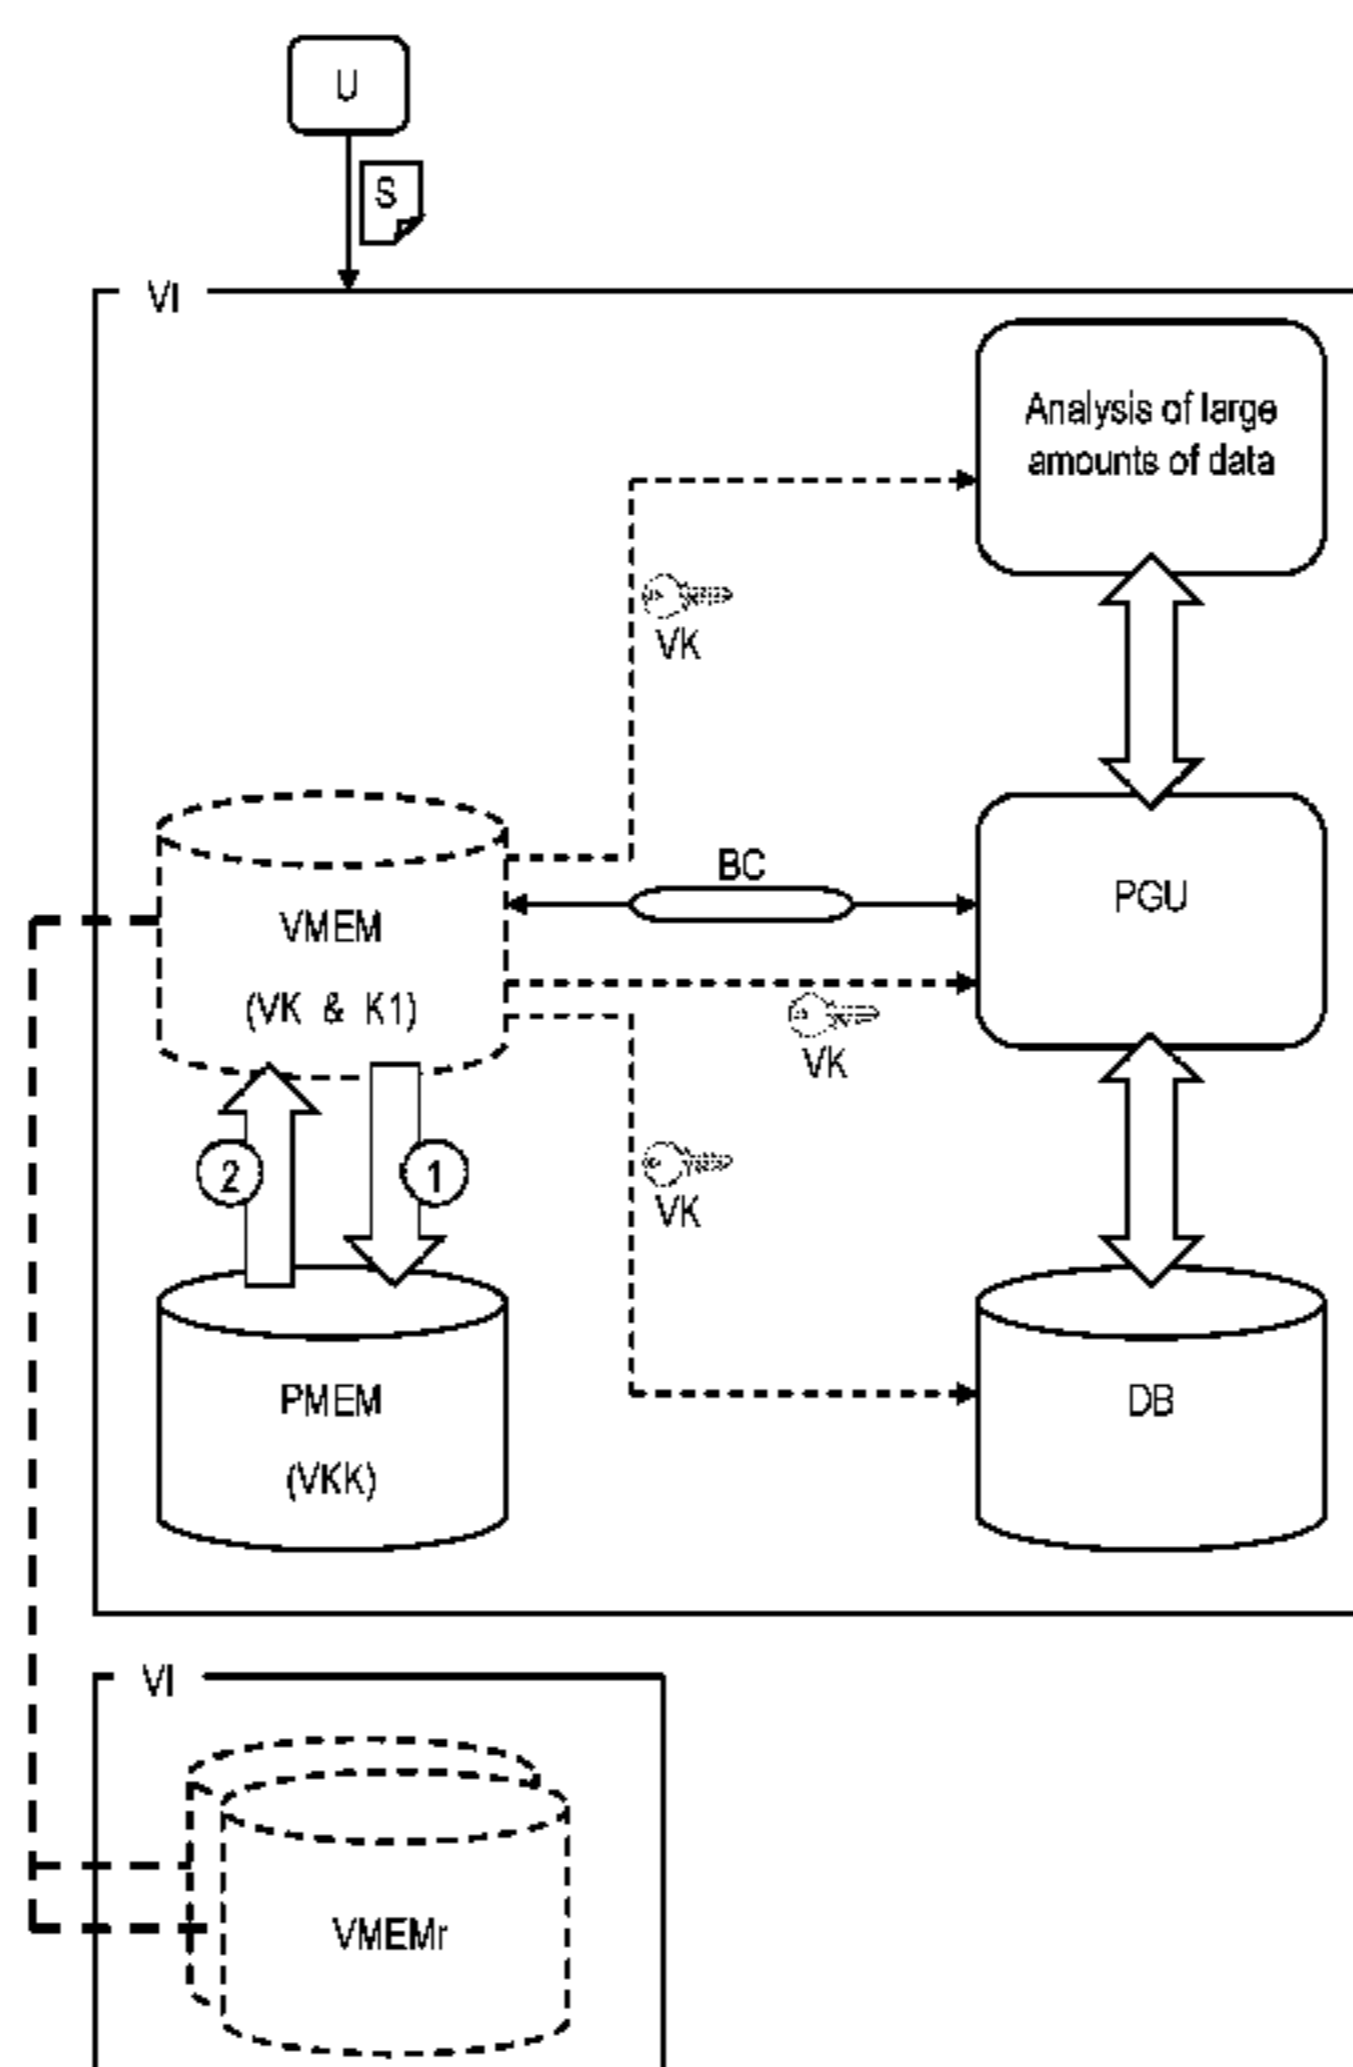 U
S
VI
Analysis of large
amounts of data
VK
BC
VMEM
(VK & K1)
PGU
VK
2
1
VK
PMEM
(VKK)
DB
VI
VMEMr